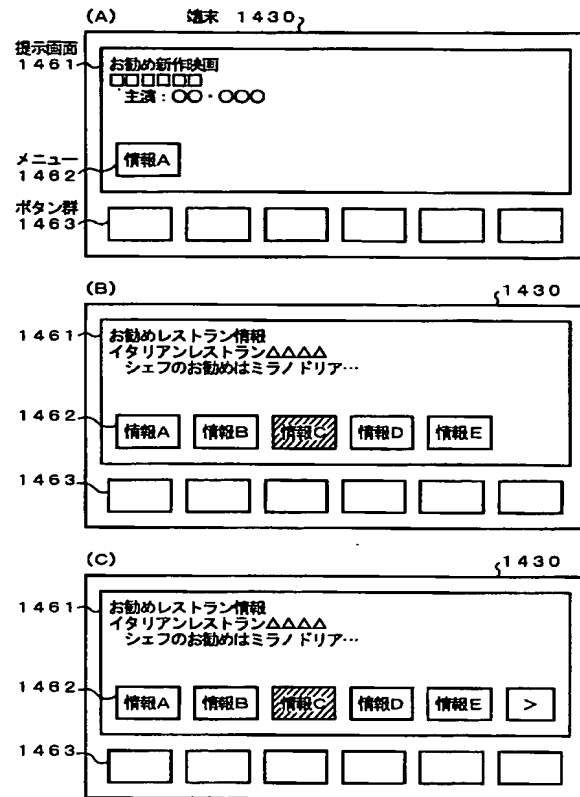 (A) 端末 1430
提示画面
1461
お勧め新作映画
□□□□□□
主演：○○・○○○
メニュー
1462
情報A
ボタン群
1463
(B) 1430
1461
お勧めレストラン情報
イタリアンレストラン△△△△
シェフのお勧めはミラノドリア…
1462
情報A 情報B 情報C 情報D 情報E
1463
(C) 1430
1461
お勧めレストラン情報
イタリアンレストラン△△△△
シェフのお勧めはミラノドリア…
1462
情報A 情報B 情報C 情報D 情報E >
1463